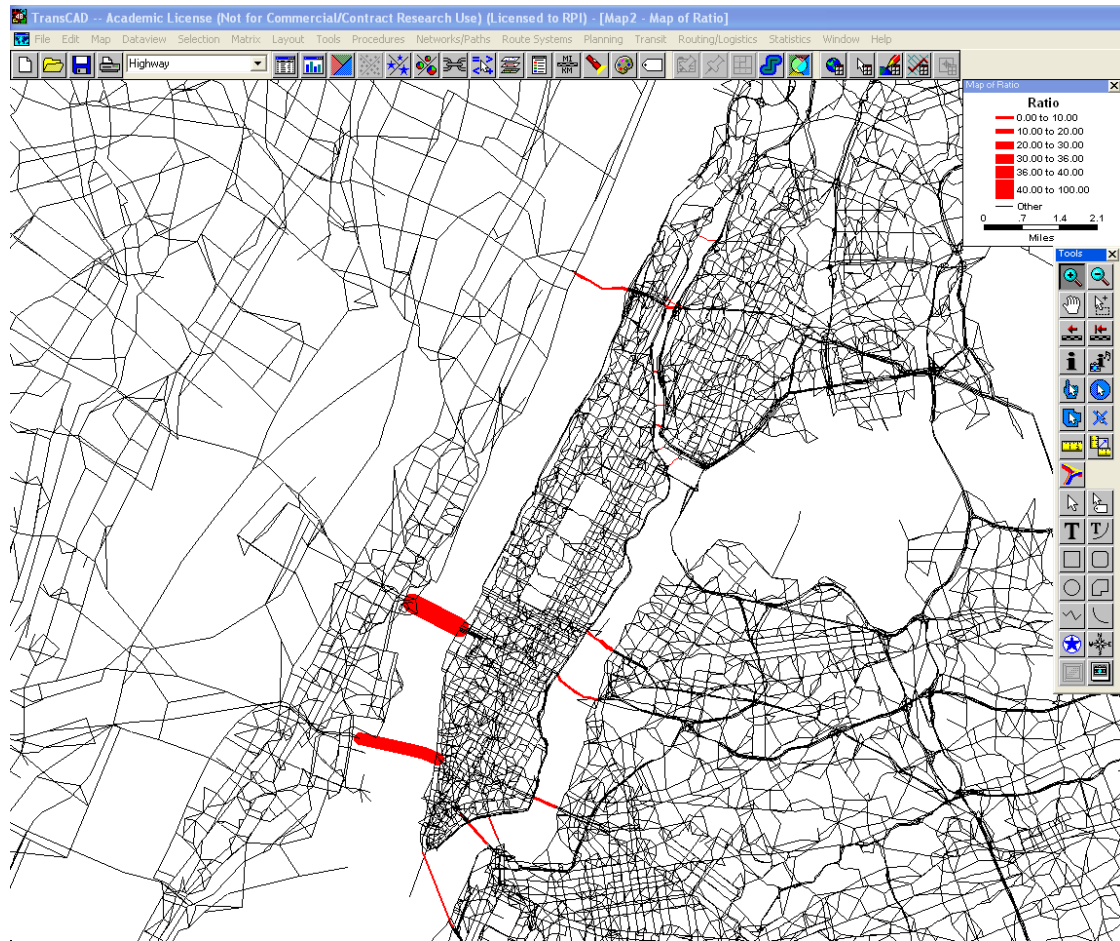 TransCAD -- Academic License (Not for Commercial/Contract Research Use) (Licensed to RPI) - [Map2 - Map of Ratio]
File Edit Map Dataview Selection Matrix Layout Tools Procedures Networks/Paths Route Systems Planning Transit Routing/Logistics Statistics Window Help
Highway
MI
KM
Map of Ratio
Ratio
0.00 to 10.00
10.00 to 20.00
20.00 to 30.00
30.00 to 36.00
36.00 to 40.00
40.00 to 100.00
Other
0 .7 1.4 2.1
Miles
Tools
T T